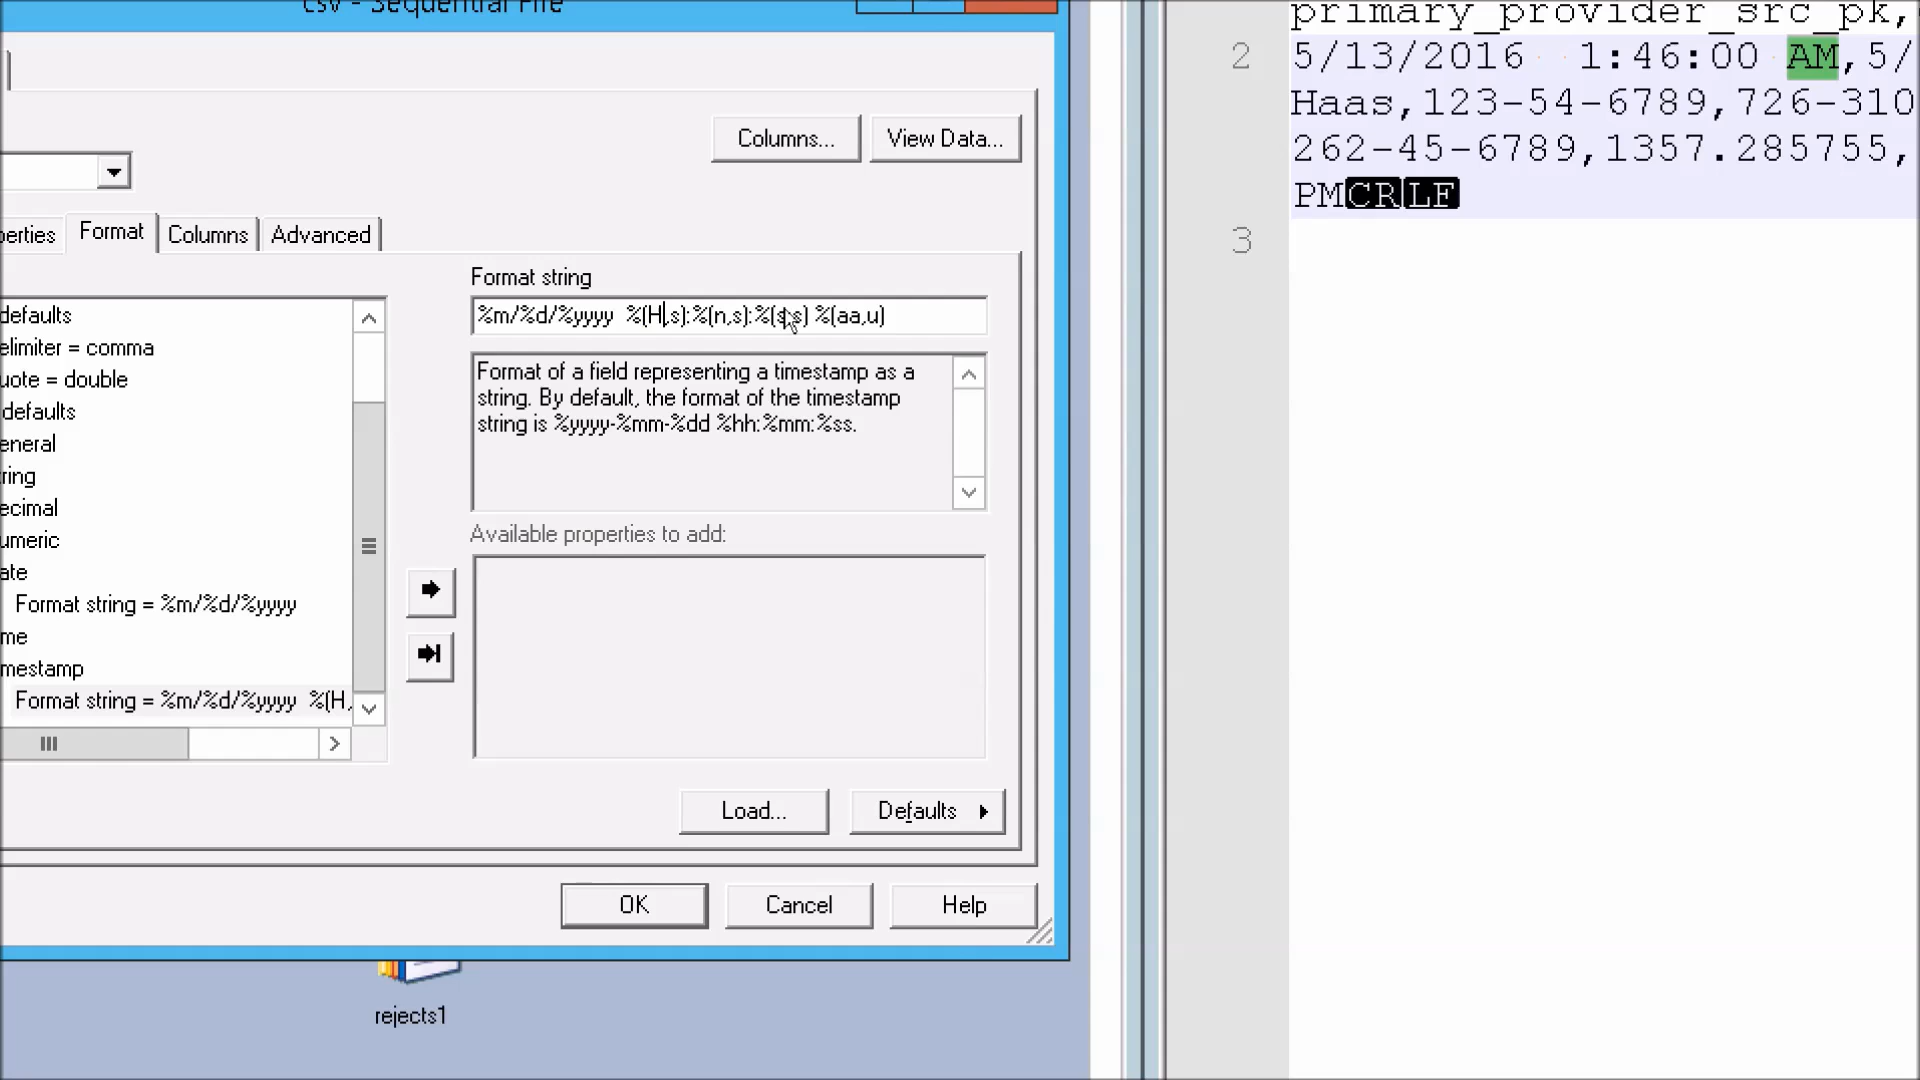 csv - Sequential File
Columns...
View Data...
perties
Format
Columns
Advanced
Format string
%m/%d/%yyyy  %(H,s):%(n,s):%(s,s) %(aa,u)
defaults
elimiter = comma
uote = double
defaults
eneral
ring
ecimal
umeric
ate
Format string = %m/%d/%yyyy
me
mestamp
Format string = %m/%d/%yyyy  %(H,
Format of a field representing a timestamp as a
string. By default, the format of the timestamp
string is %yyyy-%mm-%dd %hh:%mm:%ss.
Available properties to add:
Load...
Defaults
OK
Cancel
Help
rejects1
primary_provider_src_pk,
2
5/13/2016  1:46:00 AM,5/
Haas,123-54-6789,726-310
262-45-6789,1357.285755,
PMCRLF
3